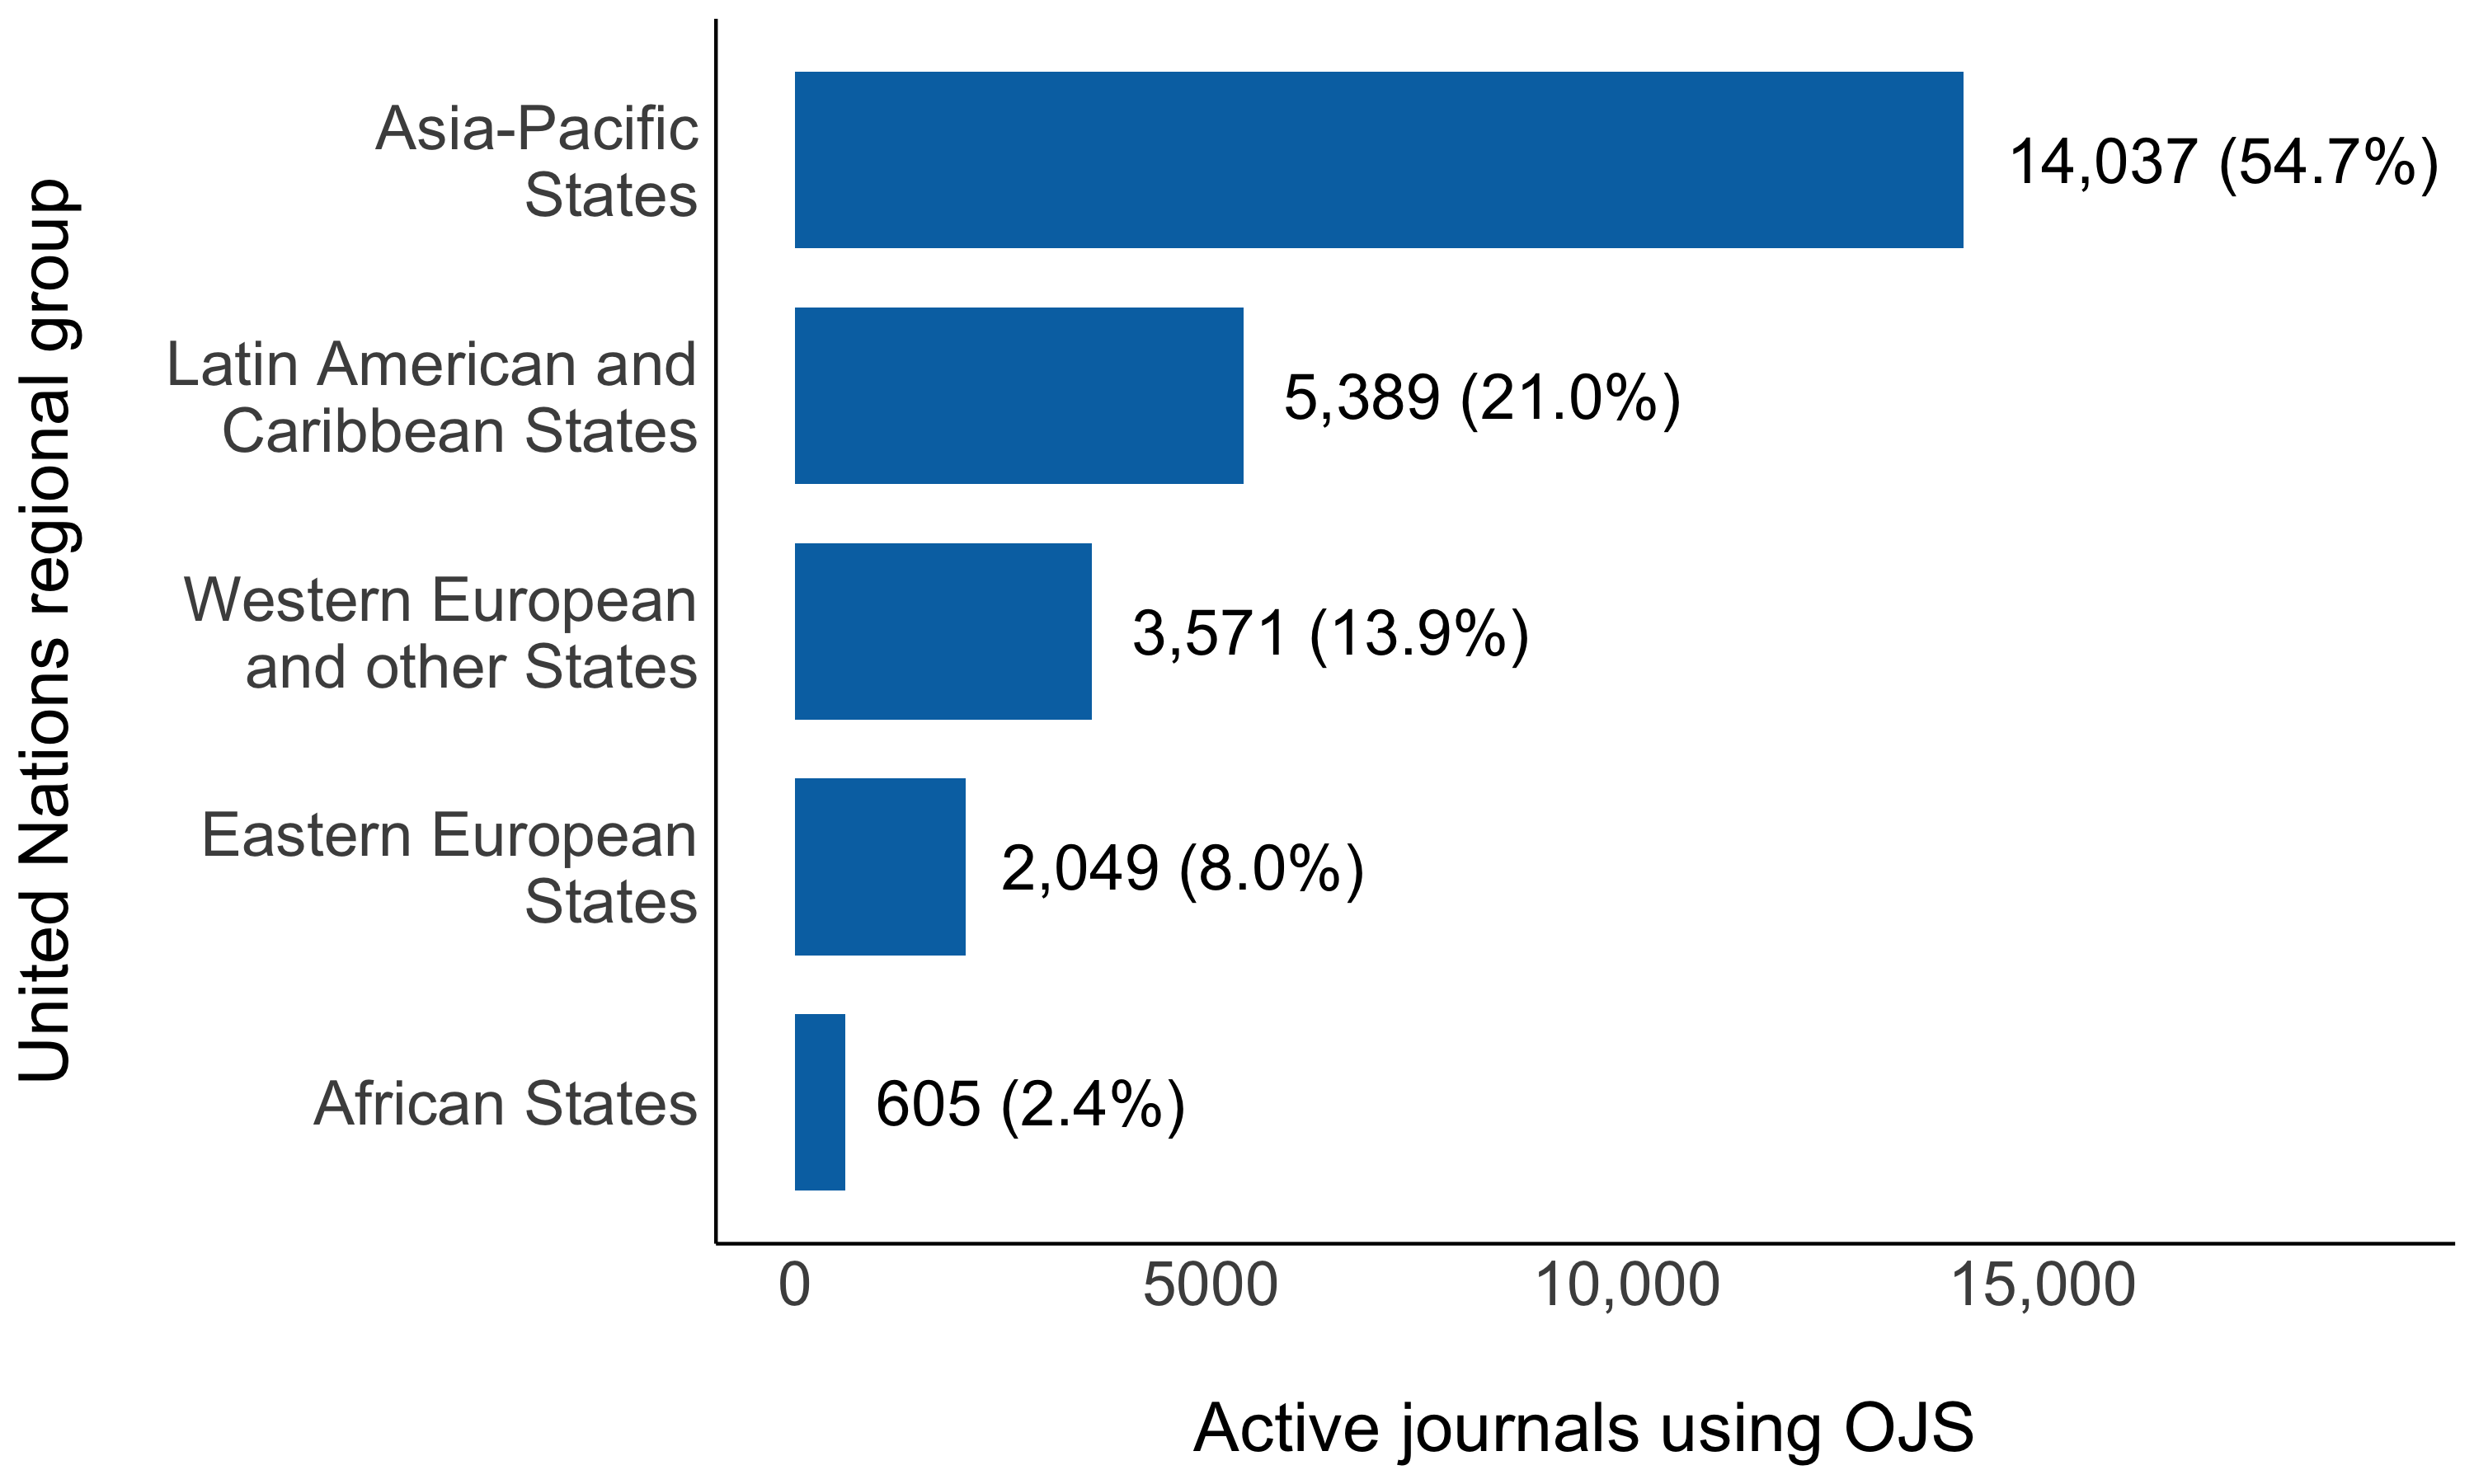 United Nations regional group
Asia-Pacific
States
14,037 (54.7%)
Latin American and
Caribbean States
5,389 (21.0%)
Western European
and other States
3,571 (13.9%)
Eastern European
States
2,049 (8.0%)
African States
605 (2.4%)
0 5000 10,000 15,000
Active journals using OJS